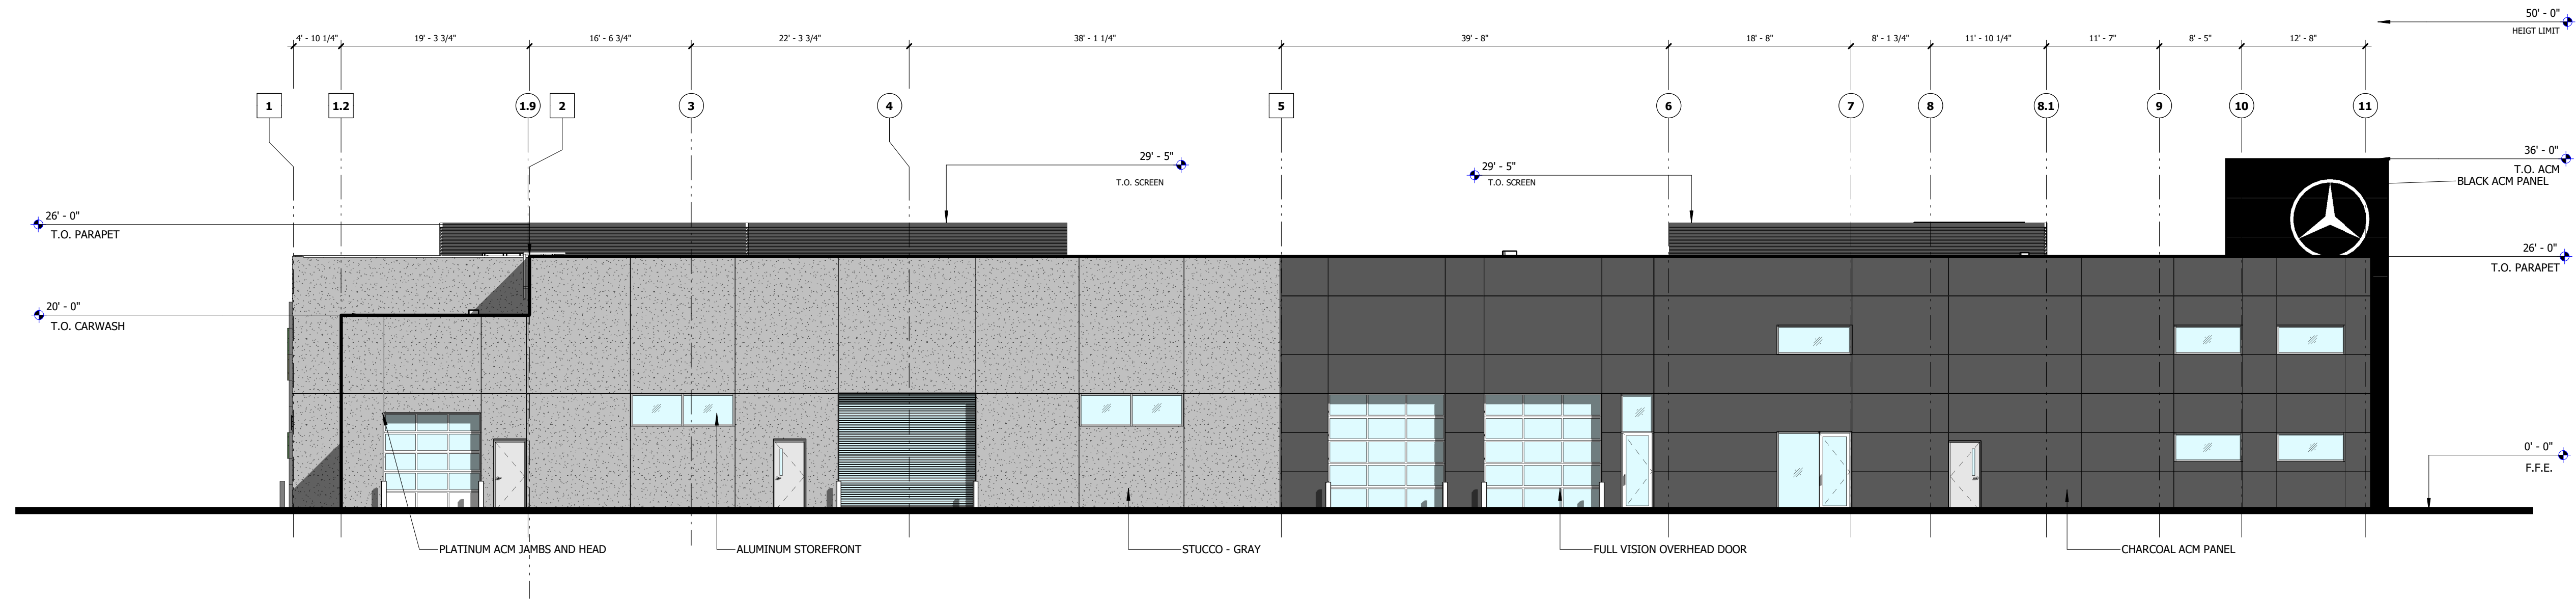 50' - 0"
HEIGT LIMIT
4' - 10 1/4"
19' - 3 3/4"
16' - 6 3/4"
22' - 3 3/4"
38' - 1 1/4"
39' - 8"
18' - 8"
8' - 1 3/4"
11' - 10 1/4"
11' - 7"
8' - 5"
12' - 8"
1
1.2
1.9
2
3
4
5
6
7
8
8.1
9
10
11
29' - 5"
T.O. SCREEN
29' - 5"
T.O. SCREEN
36' - 0"
T.O. ACM
BLACK ACM PANEL
26' - 0"
T.O. PARAPET
26' - 0"
T.O. PARAPET
20' - 0"
T.O. CARWASH
0' - 0"
F.F.E.
PLATINUM ACM JAMBS AND HEAD
ALUMINUM STOREFRONT
STUCCO - GRAY
FULL VISION OVERHEAD DOOR
CHARCOAL ACM PANEL